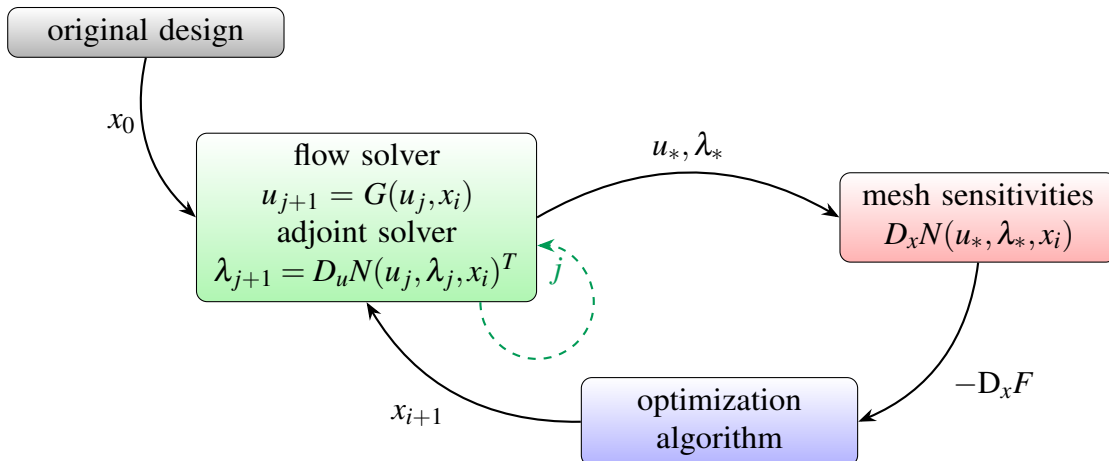 original design
x_0
flow solver
u_{j+1} = G(u_j, x_i)
adjoint solver
λ_{j+1} = D_u N(u_j, λ_j, x_i)^T
j
u_*, λ_*
mesh sensitivities
D_x N(u_*, λ_*, x_i)
−D_x F
optimization
algorithm
x_{i+1}